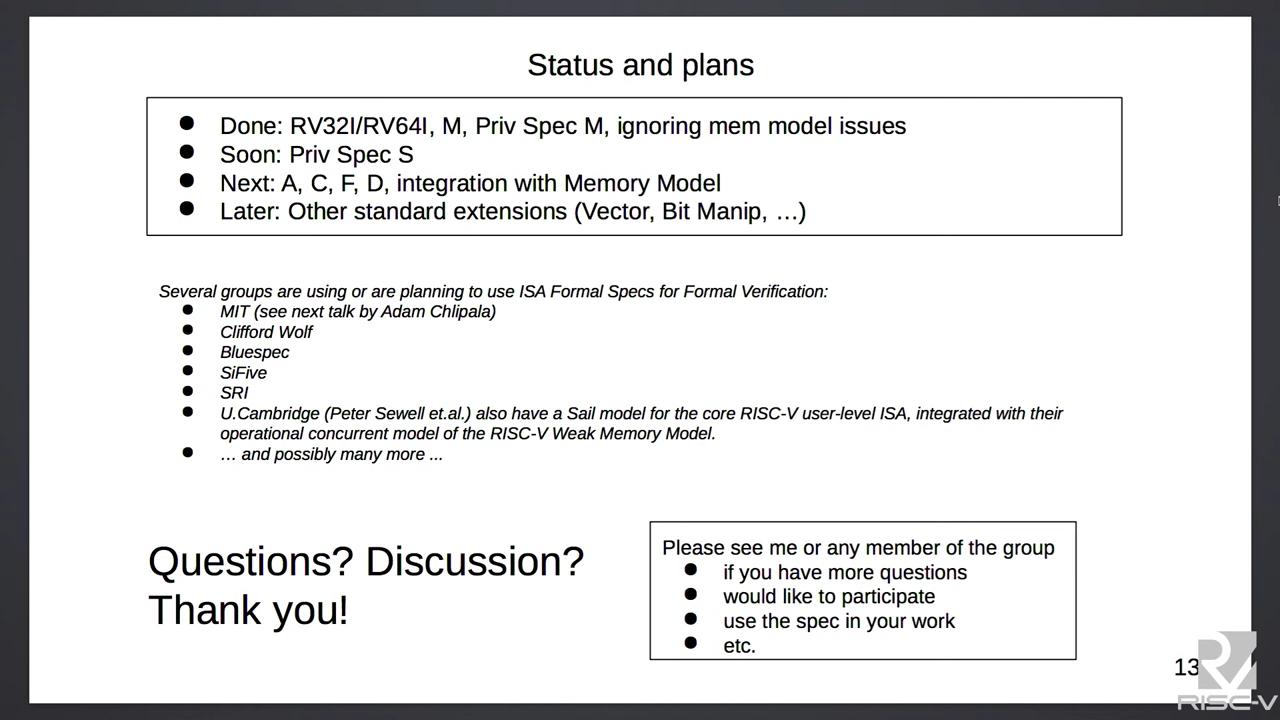 Status and plans
● Done: RV32I/RV64I, M, Priv Spec M, ignoring mem model issues
● Soon: Priv Spec S
● Next: A, C, F, D, integration with Memory Model
● Later: Other standard extensions (Vector, Bit Manip, …)
Several groups are using or are planning to use ISA Formal Specs for Formal Verification:
● MIT (see next talk by Adam Chlipala)
● Clifford Wolf
● Bluespec
● SiFive
● SRI
● U.Cambridge (Peter Sewell et.al.) also have a Sail model for the core RISC-V user-level ISA, integrated with their
operational concurrent model of the RISC-V Weak Memory Model.
● … and possibly many more ...
Questions? Discussion?
Thank you!
Please see me or any member of the group
● if you have more questions
● would like to participate
● use the spec in your work
● etc.
13
RISC-V